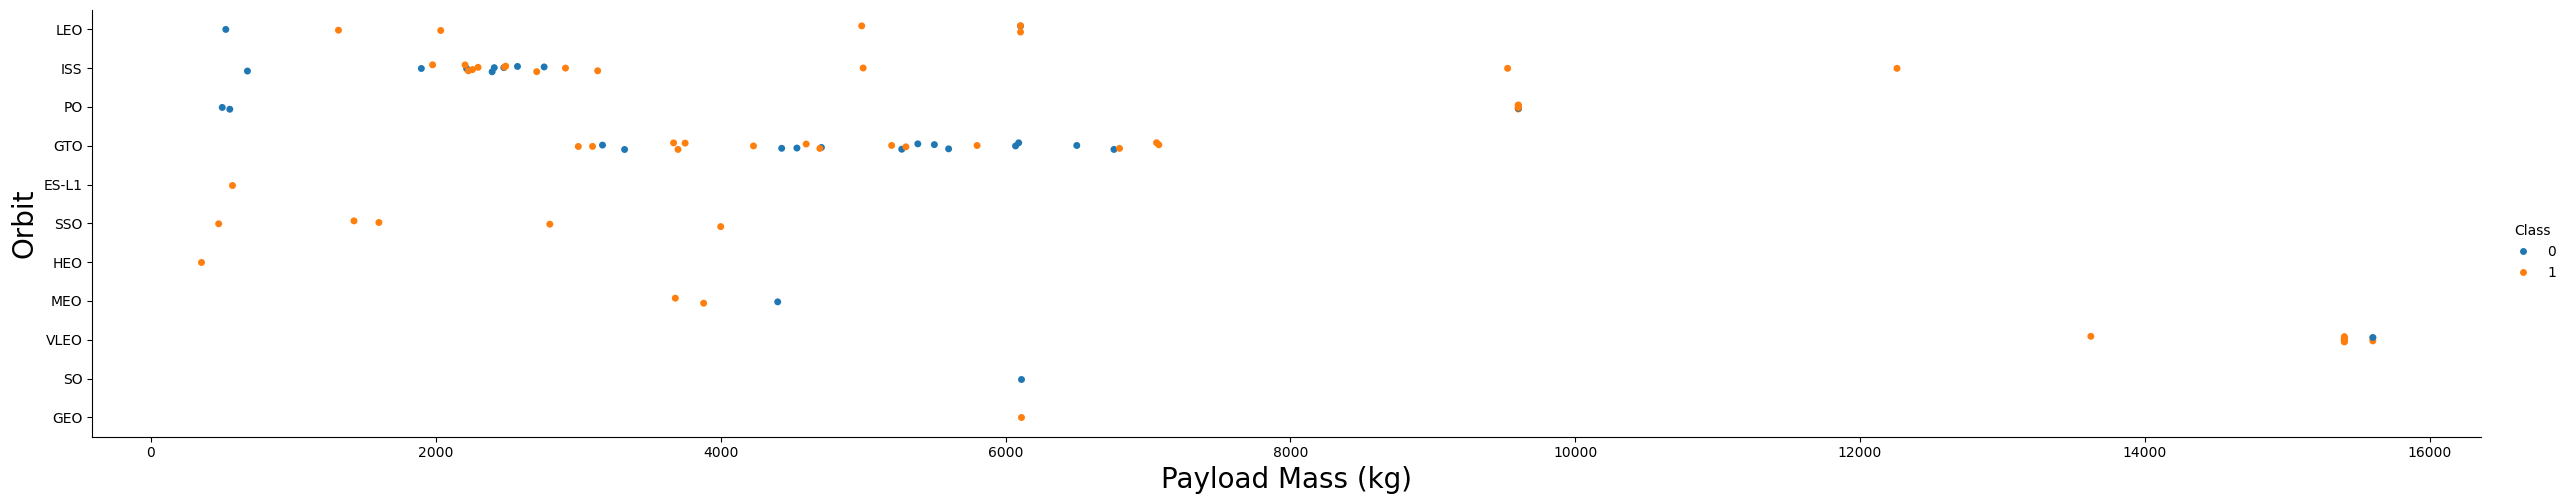 LEO
ISS
PO
GTO
ES-L1
SSO
HEO
MEO
VLEO
SO
GEO
Orbit
0 2000 4000 6000 8000 10000 12000 14000 16000
Payload Mass (kg)
Class
0
1